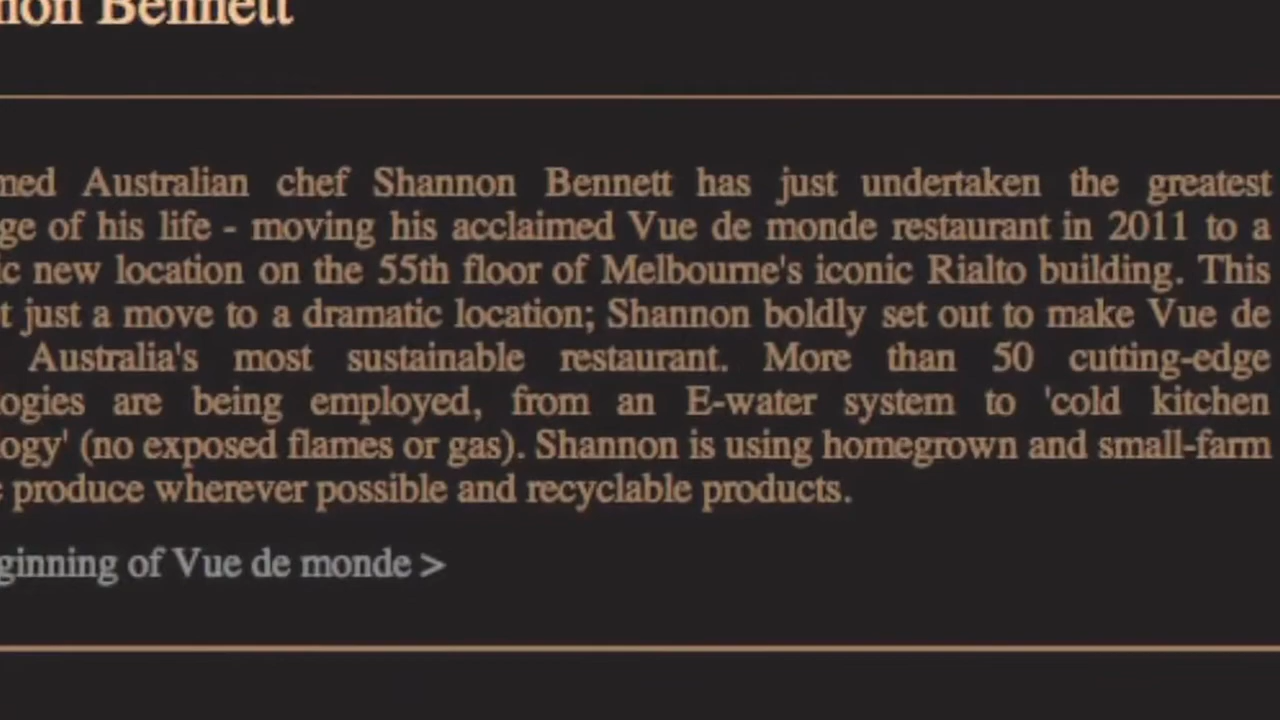 non Bennett
med Australian chef Shannon Bennett has just undertaken the greatest
ge of his life - moving his acclaimed Vue de monde restaurant in 2011 to a
ic new location on the 55th floor of Melbourne's iconic Rialto building. This
t just a move to a dramatic location; Shannon boldly set out to make Vue de
Australia's most sustainable restaurant. More than 50 cutting-edge
ogies are being employed, from an E-water system to 'cold kitchen
ogy' (no exposed flames or gas). Shannon is using homegrown and small-farm
produce wherever possible and recyclable products.
ginning of Vue de monde >